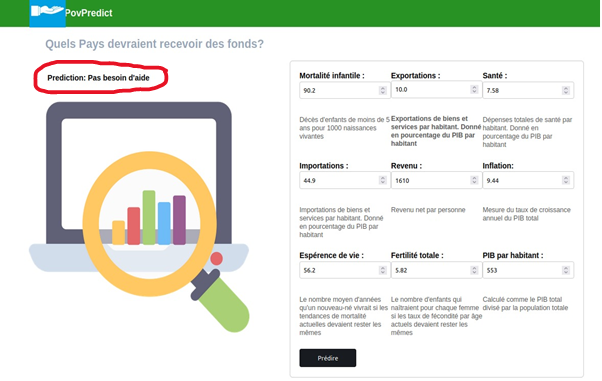 PovPredict
Quels Pays devraient recevoir des fonds?
Prediction: Pas besoin d'aide
Mortalité infantile :
90.2
Décès d'enfants de moins de 5
ans pour 1000 naissances
vivantes
Exportations :
10.0
Exportations de biens et
services par habitant. Donné
en pourcentage du PIB par
habitant
Santé :
7.58
Dépenses totales de santé par
habitant. Donné en
pourcentage du PIB par
habitant
Importations :
44.9
Importations de biens et
services par habitant. Donné
en pourcentage du PIB par
habitant
Revenu :
1610
Revenu net par personne
Inflation:
9.44
Mesure du taux de croissance
annuel du PIB total
Espérence de vie :
56.2
Le nombre moyen d'années
qu'un nouveau-né vivrait si les
tendances de mortalité
actuelles devaient rester les
mêmes
Fertilité totale :
5.82
Le nombre d'enfants qui
naîtraient pour chaque femme
si les taux de fécondité par âge
actuels devaient rester les
mêmes
PIB par habitant :
553
Calculé comme le PIB total
divisé par la population totale
Prédire